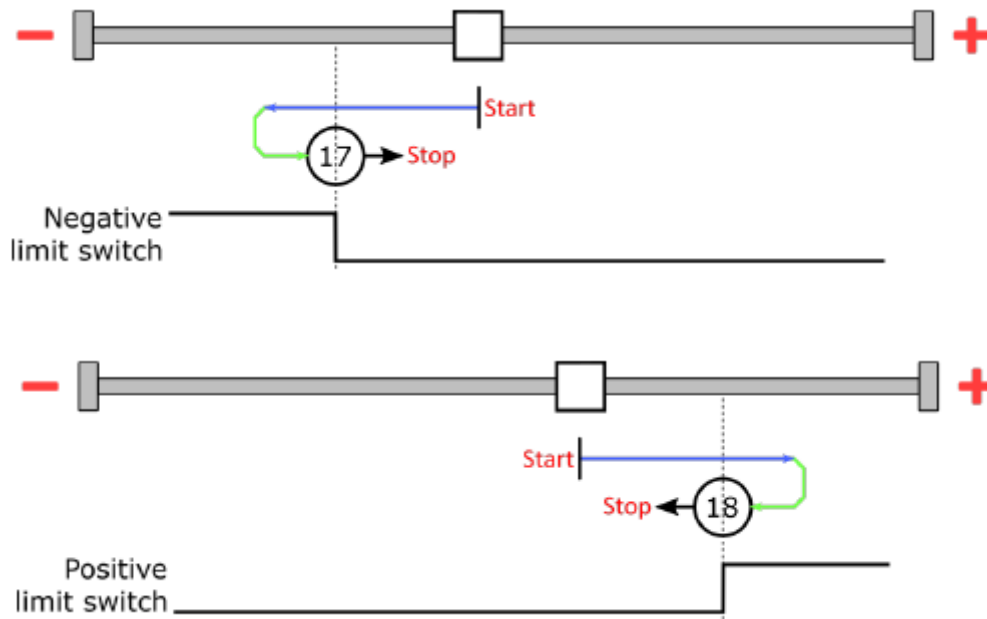 − +
Start
17 Stop
Negative
limit switch
− +
Start
Stop 18
Positive
limit switch